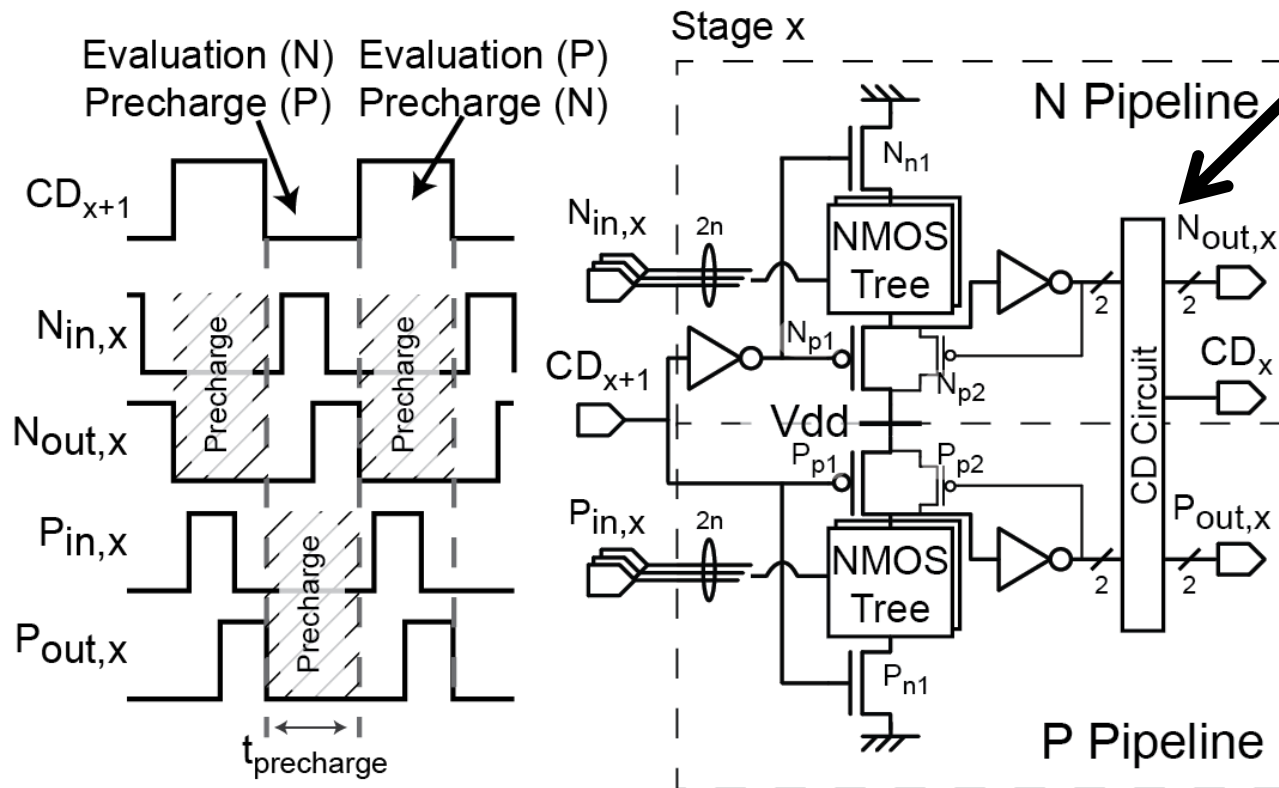 Stage x
Evaluation (N)
Precharge (P)
Evaluation (P)
Precharge (N)
N Pipeline
CDx+1
Nin,x
Nout,x
Pin,x
Pout,x
Precharge
Precharge
Precharge
tprecharge
Nn1
Nin,x
2n
NMOS
Tree
Nout,x
2
2
Np1
Np2
CDx+1
CDx
Vdd
CD Circuit
Pp1
Pp2
Pin,x
2n
NMOS
Tree
Pout,x
2
2
Pn1
P Pipeline